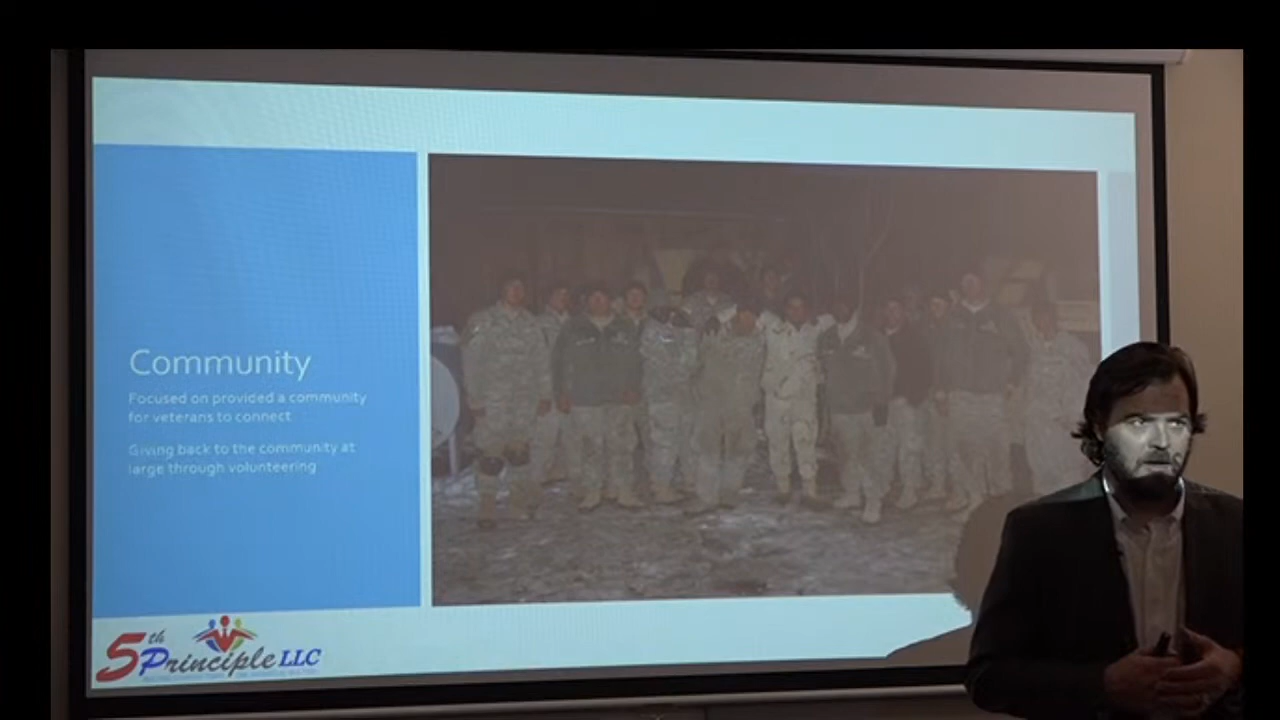 Community
Focused on provided a community
for veterans to connect
Giving back to the community at
large through volunteering
5th Principle LLC